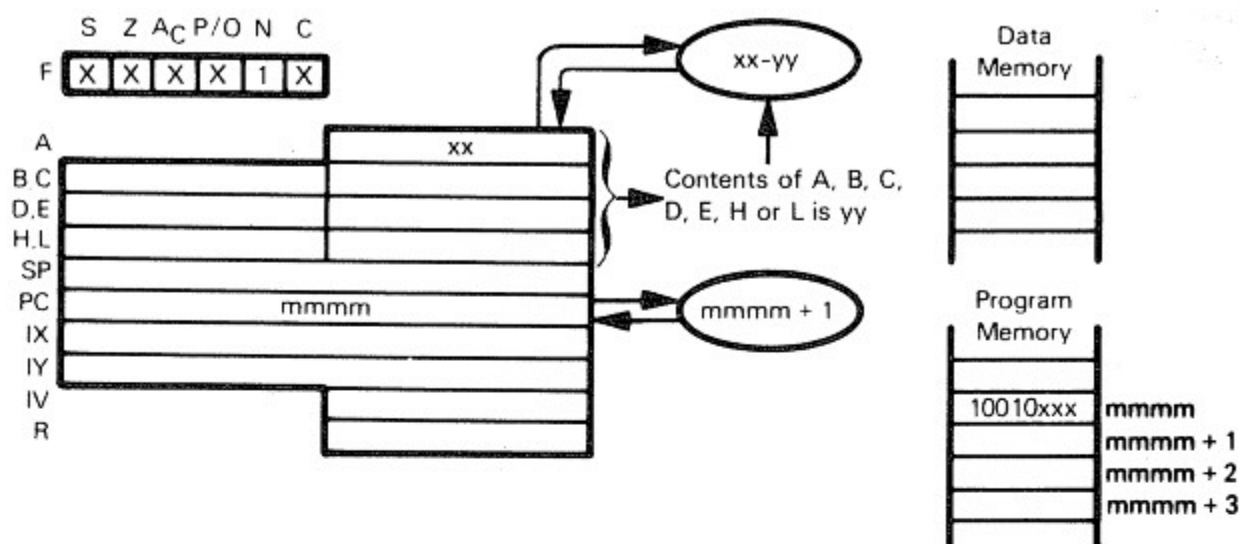 S Z AC P/O N C
F X X X X 1 X
A xx
B,C
D,E
H,L
SP
PC mmmm
IX
IY
IV
R
xx-yy
Contents of A, B, C,
D, E, H or L is yy
mmmm + 1
Data
Memory
Program
Memory
10010xxx mmmm
mmmm + 1
mmmm + 2
mmmm + 3